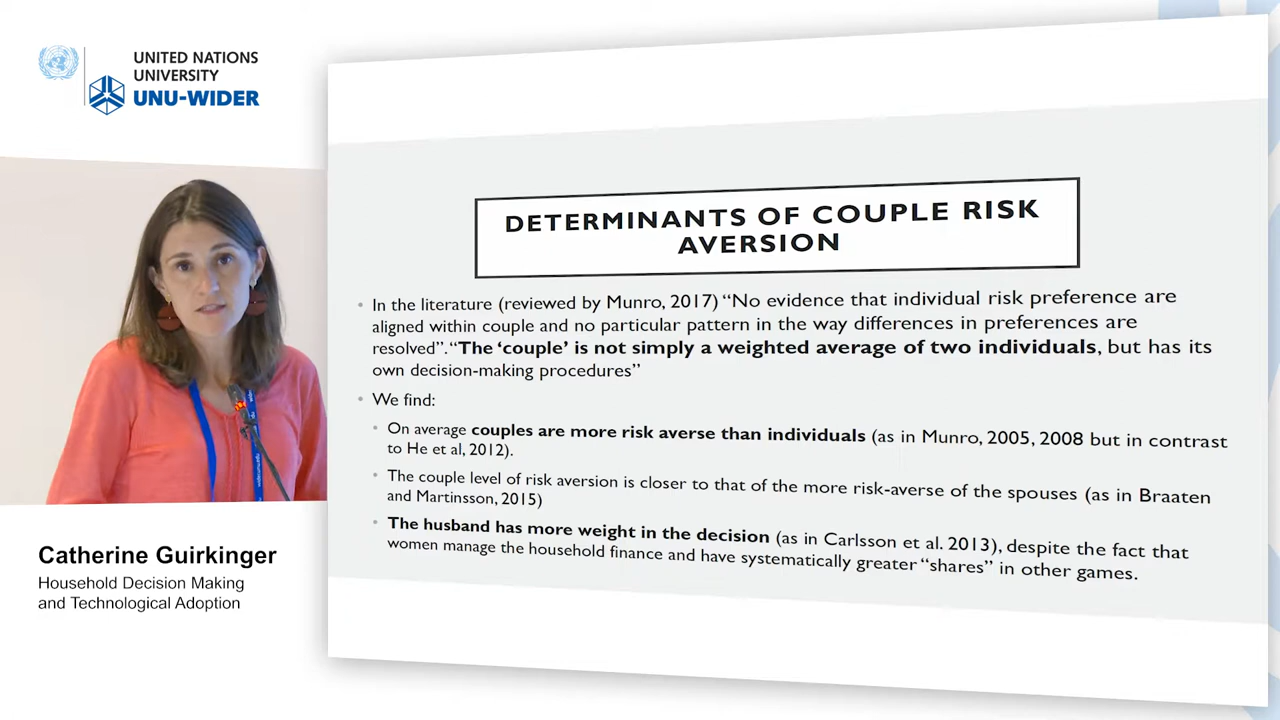 UNITED NATIONS
UNIVERSITY
UNU-WIDER
DETERMINANTS OF COUPLE RISK
AVERSION
• In the literature (reviewed by Munro, 2017) “No evidence that individual risk preference are
aligned within couple and no particular pattern in the way differences in preferences are
resolved”. “The ‘couple’ is not simply a weighted average of two individuals, but has its
own decision-making procedures”
• We find:
• On average couples are more risk averse than individuals (as in Munro, 2005, 2008 but in contrast
to He et al, 2012).
• The couple level of risk aversion is closer to that of the more risk-averse of the spouses (as in Braaten
and Martinsson, 2015)
• The husband has more weight in the decision (as in Carlsson et al. 2013), despite the fact that
women manage the household finance and have systematically greater “shares” in other games.
Catherine Guirkinger
Household Decision Making
and Technological Adoption